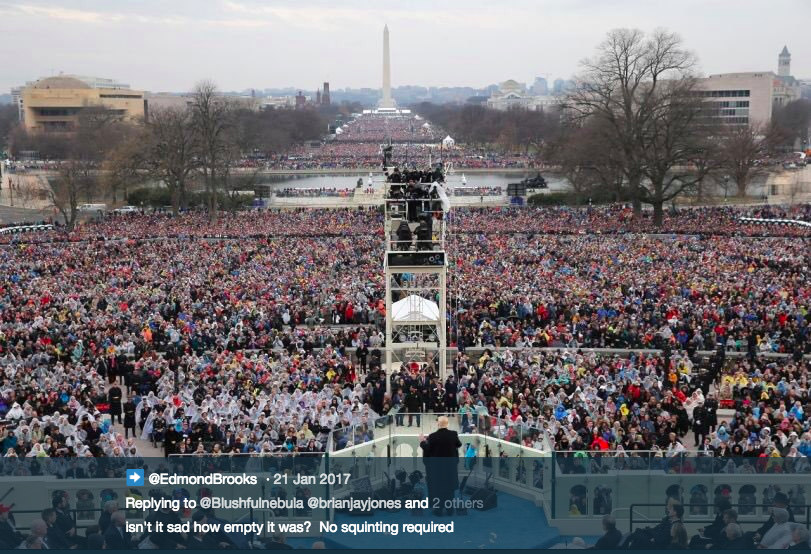 @EdmondBrooks · 21 Jan 2017
Replying to @Blushfulnebula @brianjayjones and 2 others
Isn't it sad how empty it was? No squinting required